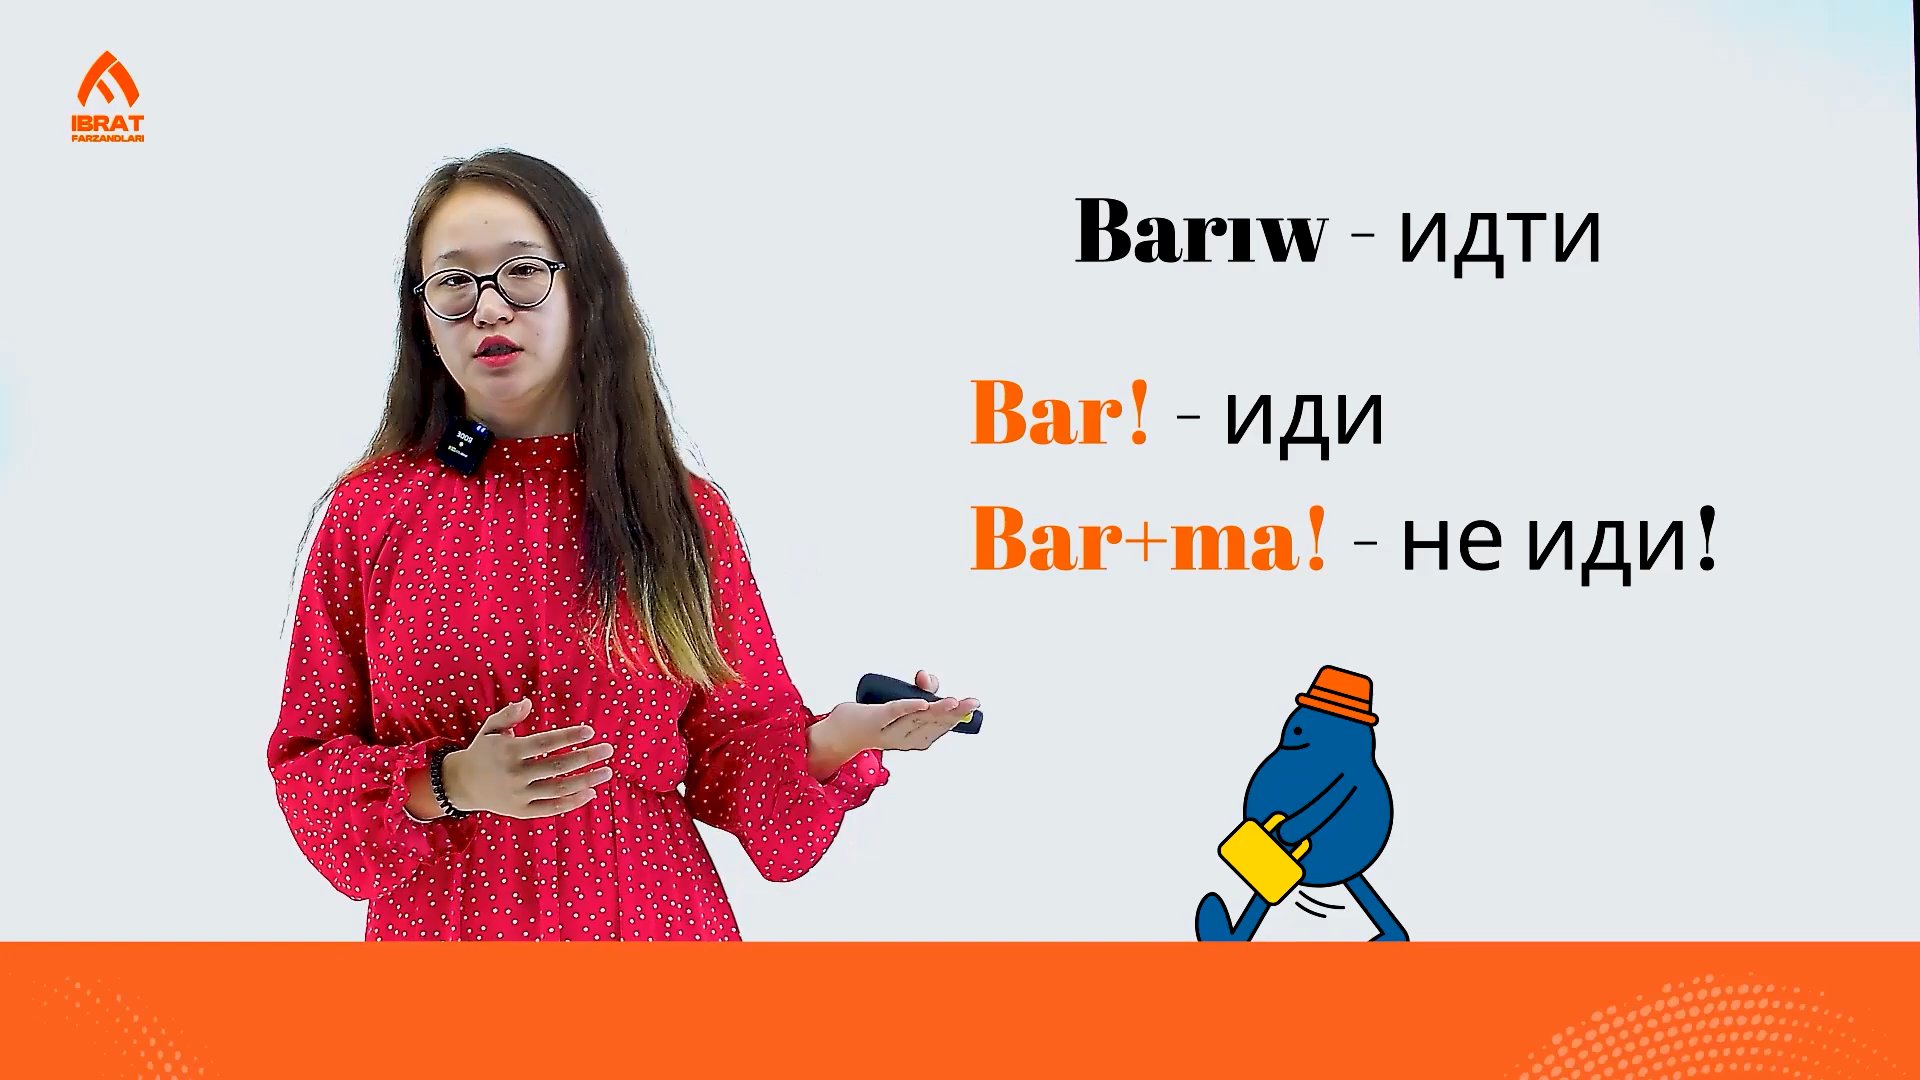 IBRAT
FARZANDLARI
Barıw - идти
Bar! - иди
Bar+ma! - не иди!